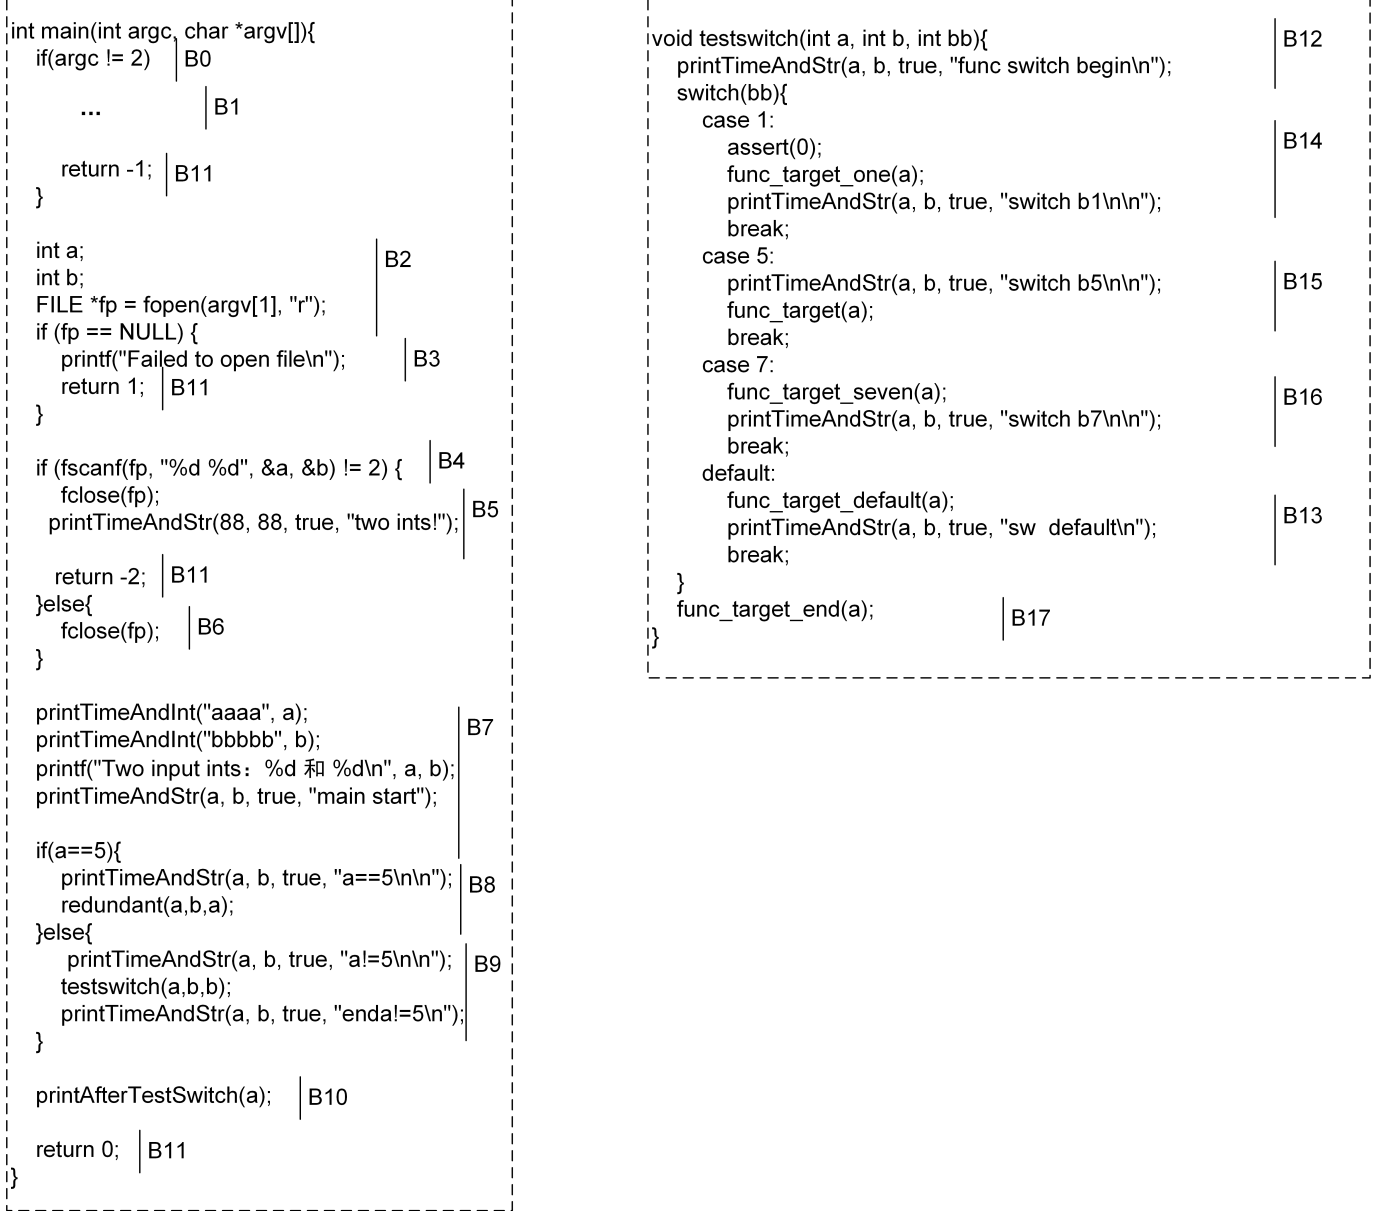 int main(int argc, char *argv[]){
if(argc != 2) B0
... B1
return -1; B11
}
int a;
int b; B2
FILE *fp = fopen(argv[1], "r");
if (fp == NULL) {
printf("Failed to open file\n"); B3
return 1; B11
}
if (fscanf(fp, "%d %d", &a, &b) != 2) { B4
fclose(fp);
printTimeAndStr(88, 88, true, "two ints!"); B5
return -2; B11
}else{
fclose(fp); B6
}
printTimeAndInt("aaaa", a);
printTimeAndInt("bbbbb", b); B7
printf("Two input ints：%d 和 %d\n", a, b);
printTimeAndStr(a, b, true, "main start");
if(a==5){
printTimeAndStr(a, b, true, "a==5\n\n"); B8
redundant(a,b,a);
}else{
printTimeAndStr(a, b, true, "a!=5\n\n"); B9
testswitch(a,b,b);
printTimeAndStr(a, b, true, "enda!=5\n");
}
printAfterTestSwitch(a); B10
return 0; B11
}
void testswitch(int a, int b, int bb){ B12
printTimeAndStr(a, b, true, "func switch begin\n");
switch(bb){
case 1:
assert(0); B14
func_target_one(a);
printTimeAndStr(a, b, true, "switch b1\n\n");
break;
case 5:
printTimeAndStr(a, b, true, "switch b5\n\n"); B15
func_target(a);
break;
case 7:
func_target_seven(a); B16
printTimeAndStr(a, b, true, "switch b7\n\n");
break;
default:
func_target_default(a);
printTimeAndStr(a, b, true, "sw  default\n"); B13
break;
}
func_target_end(a); B17
}